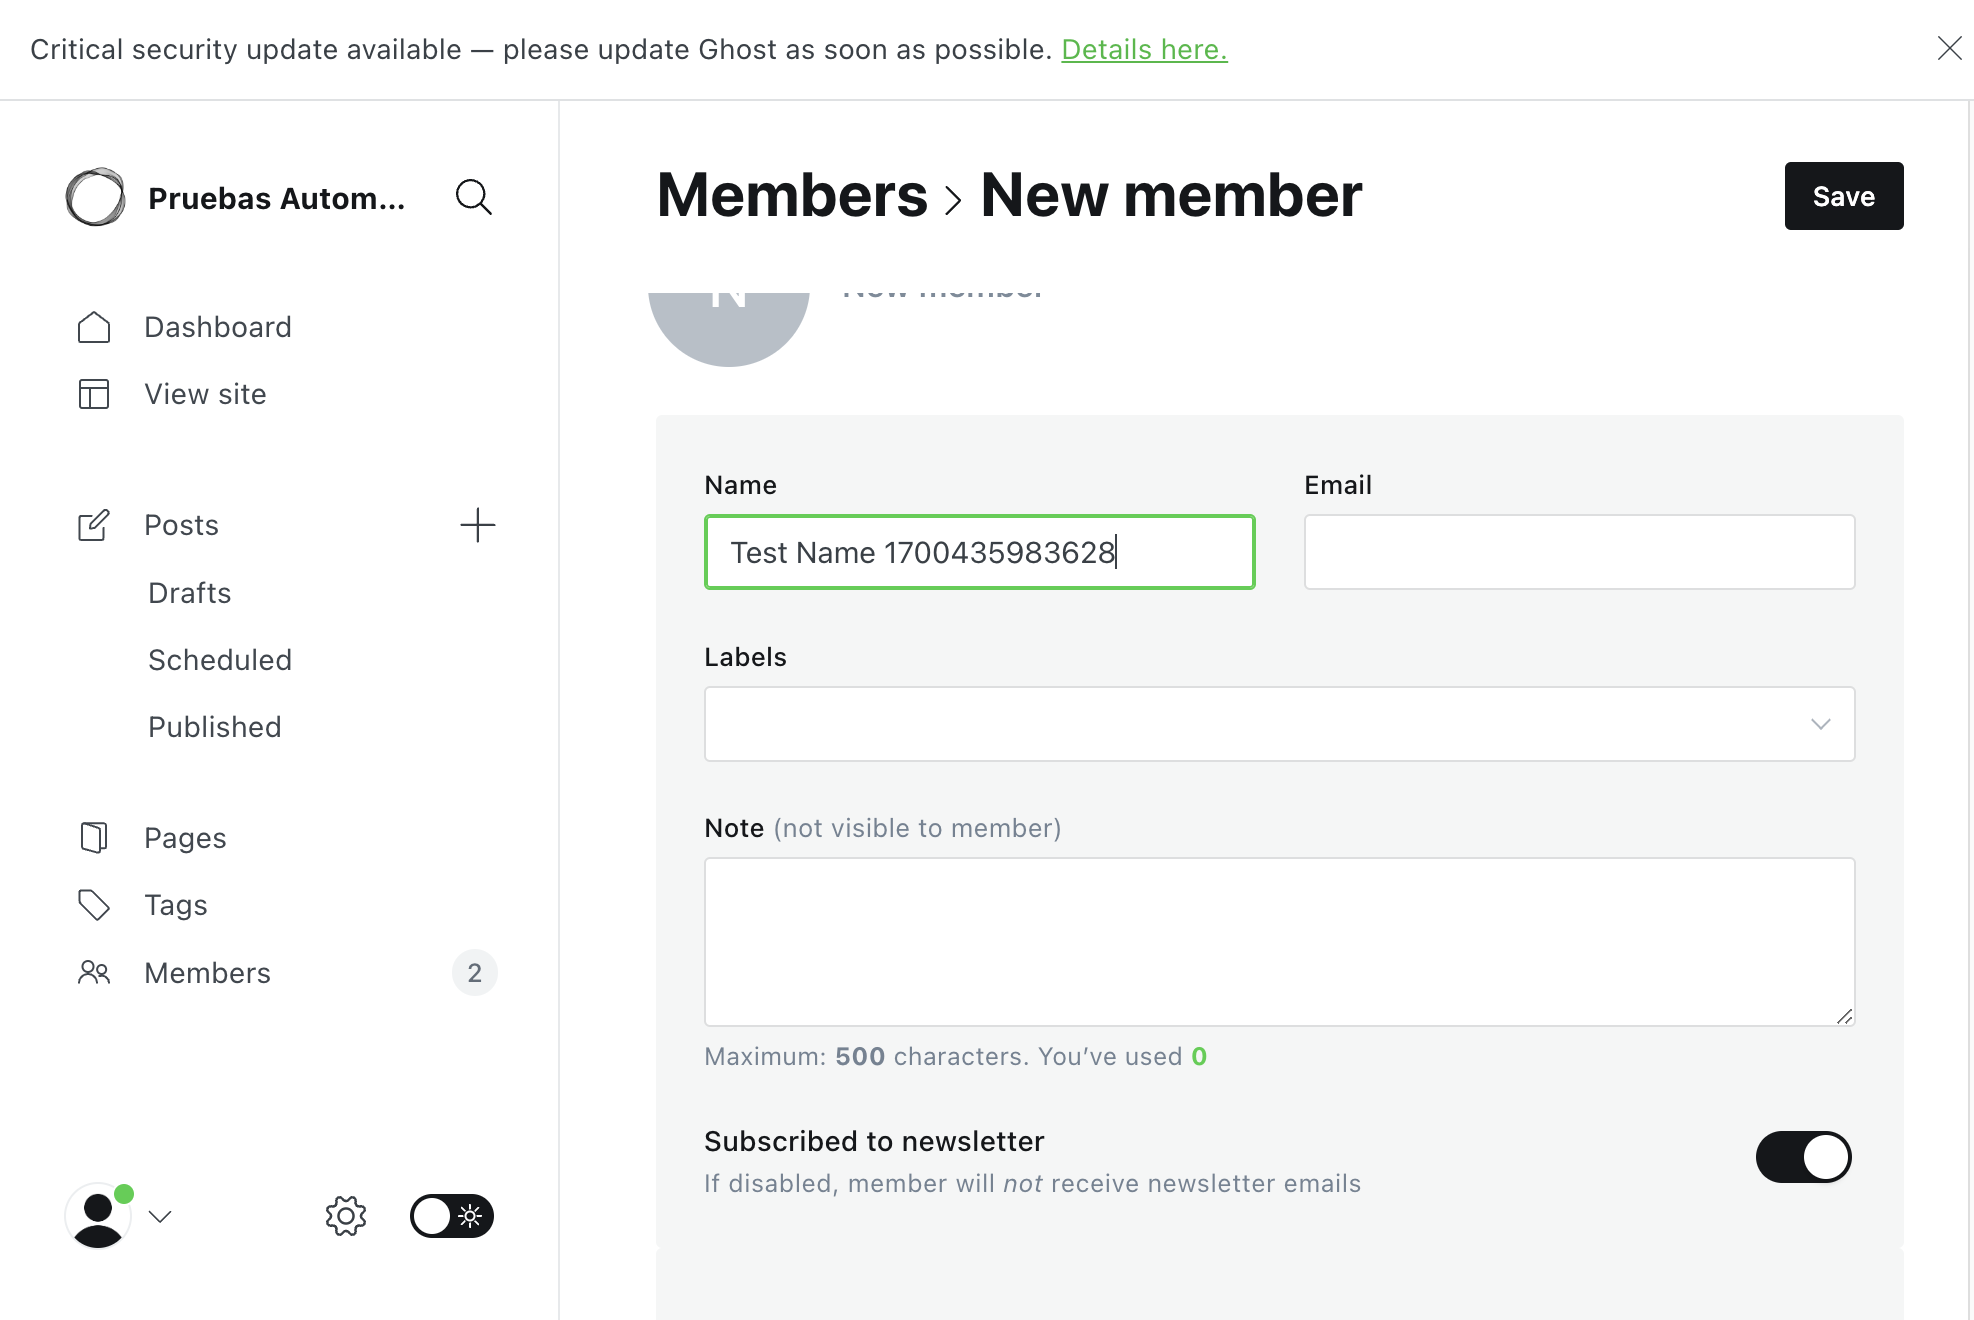 Critical security update available — please update Ghost as soon as possible. Details here.
Pruebas Autom...
Dashboard
View site
Posts
Drafts
Scheduled
Published
Pages
Tags
Members 2
Members › New member
Save
N
New member
Name
Test Name 1700435983628
Email
Labels
Note (not visible to member)
Maximum: 500 characters. You’ve used 0
Subscribed to newsletter
If disabled, member will not receive newsletter emails